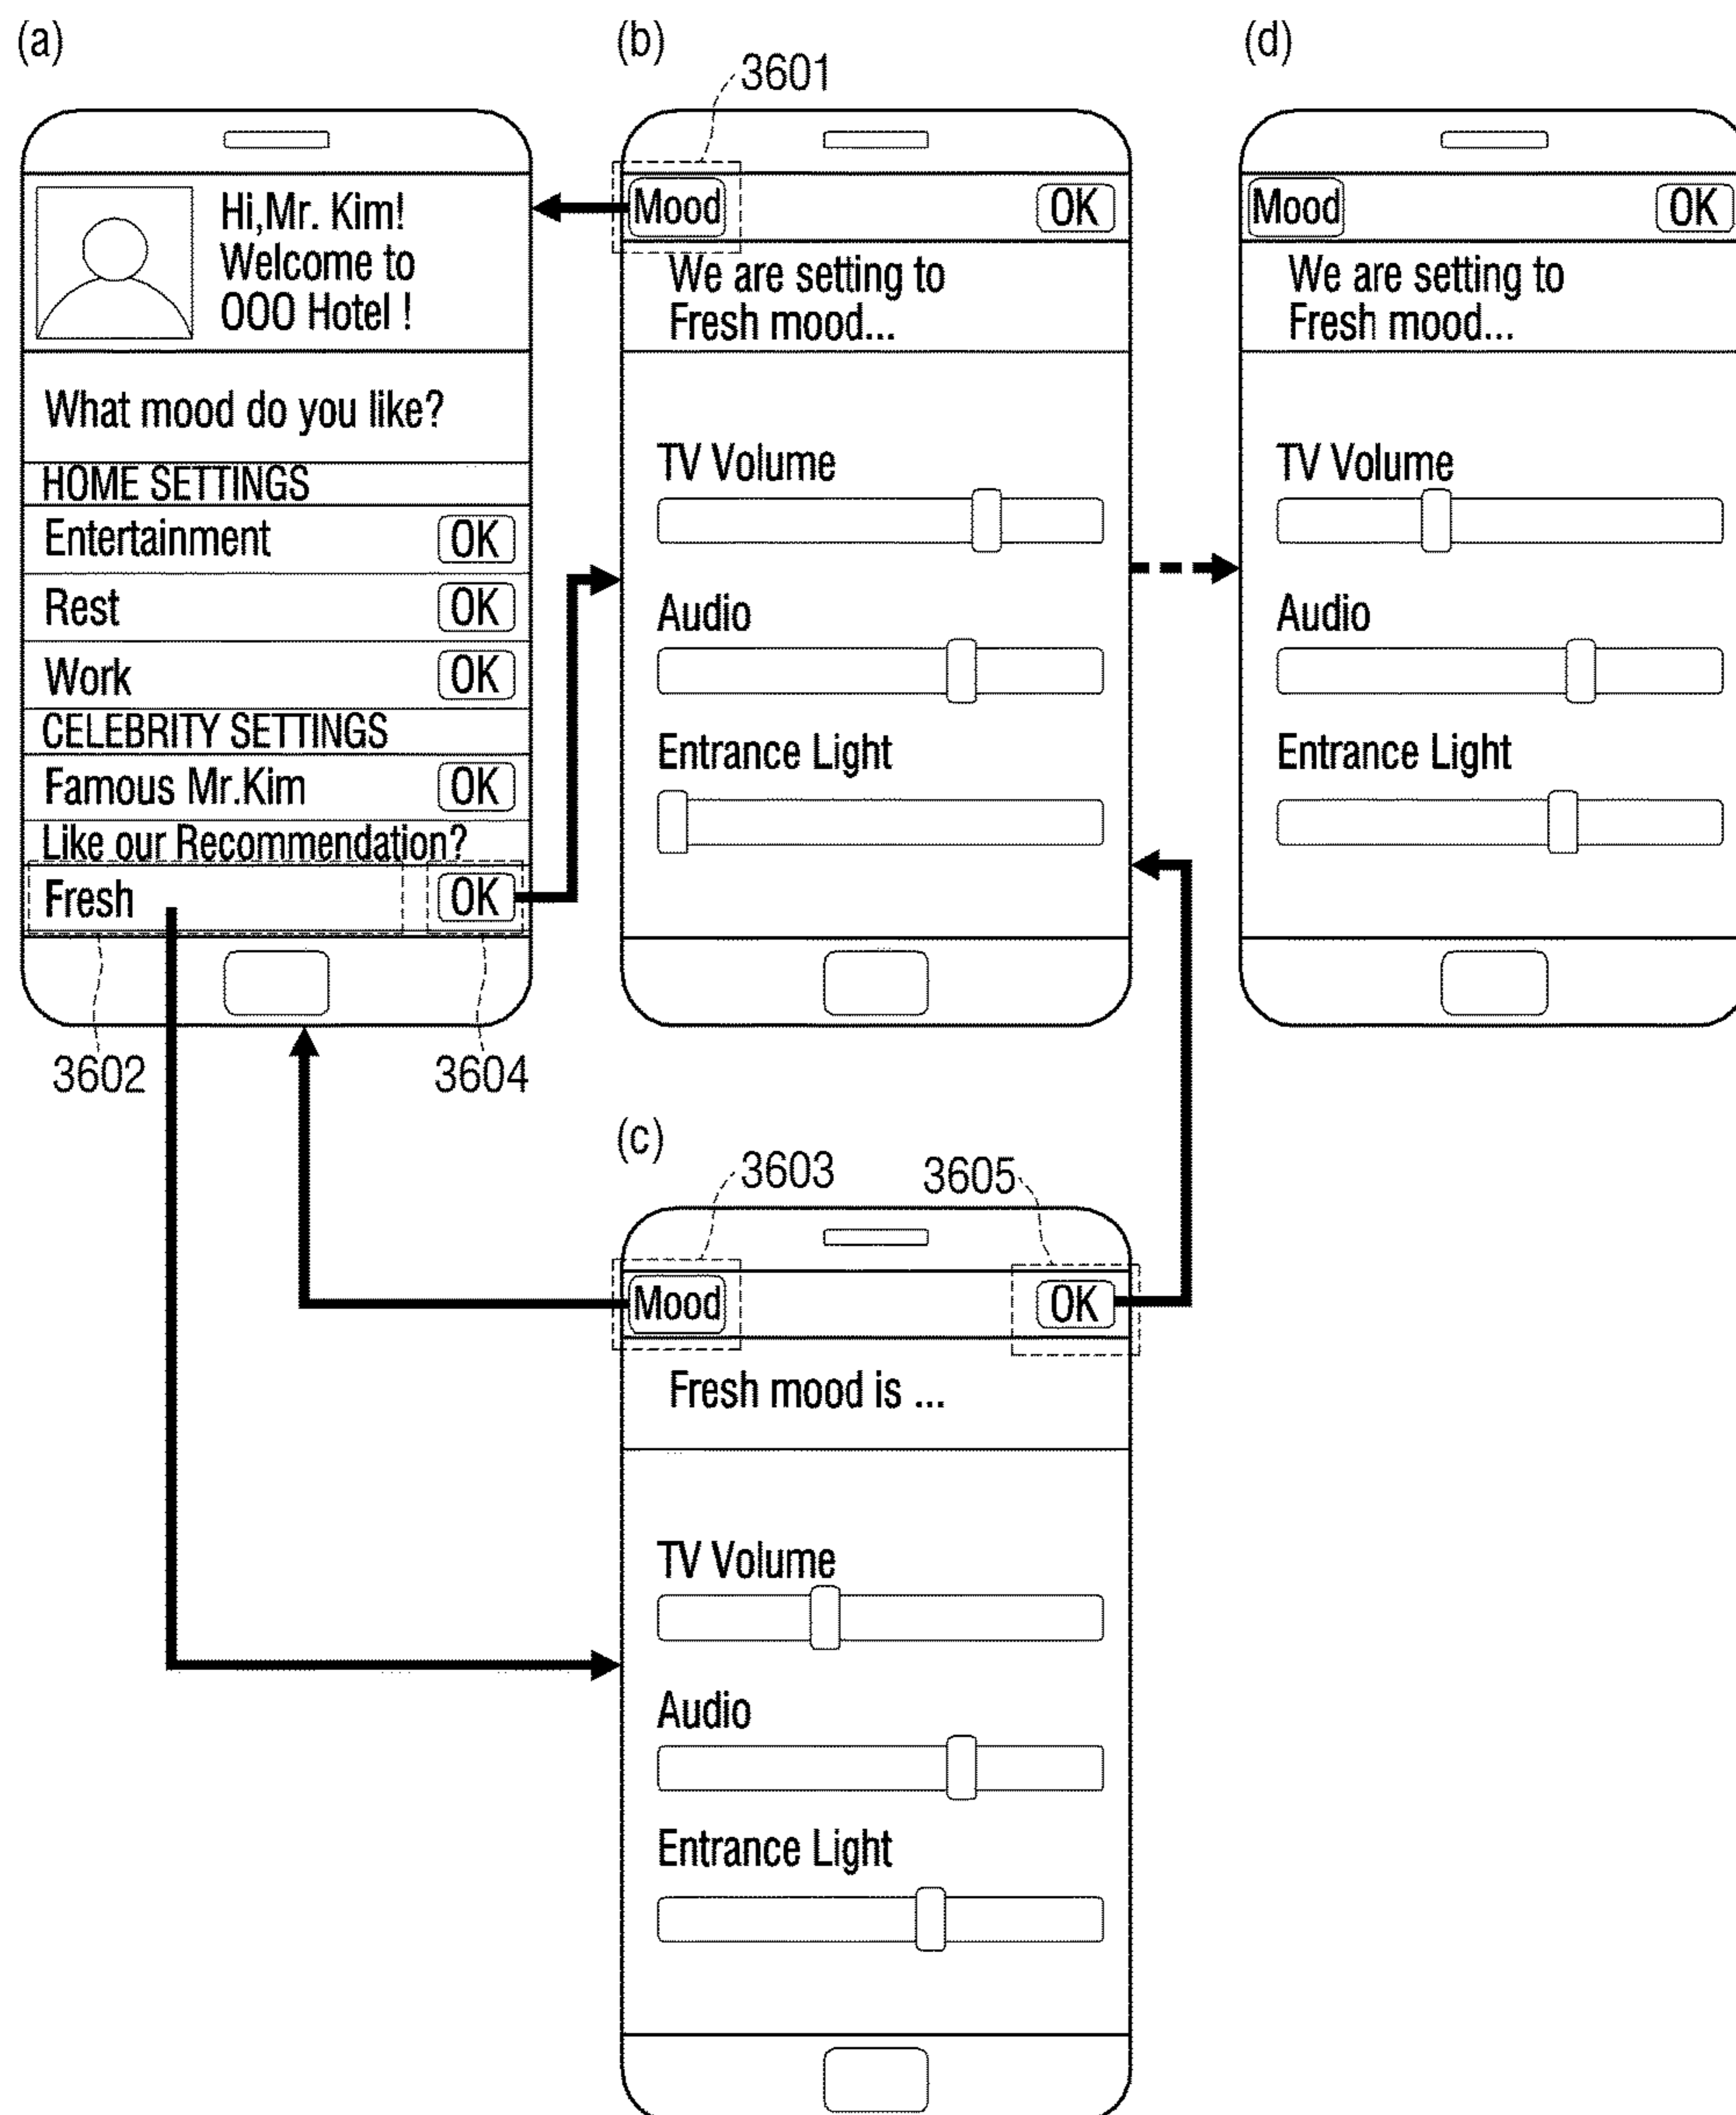 (a)
Hi,Mr. Kim!
Welcome to
OOO Hotel !
What mood do you like?
HOME SETTINGS
Entertainment OK
Rest OK
Work OK
CELEBRITY SETTINGS
Famous Mr.Kim OK
Like our Recommendation?
Fresh OK
3602 3604
(b)
3601
Mood OK
We are setting to
Fresh mood...
TV Volume
Audio
Entrance Light
(d)
Mood OK
We are setting to
Fresh mood...
TV Volume
Audio
Entrance Light
(c)
3603 3605
Mood OK
Fresh mood is ...
TV Volume
Audio
Entrance Light